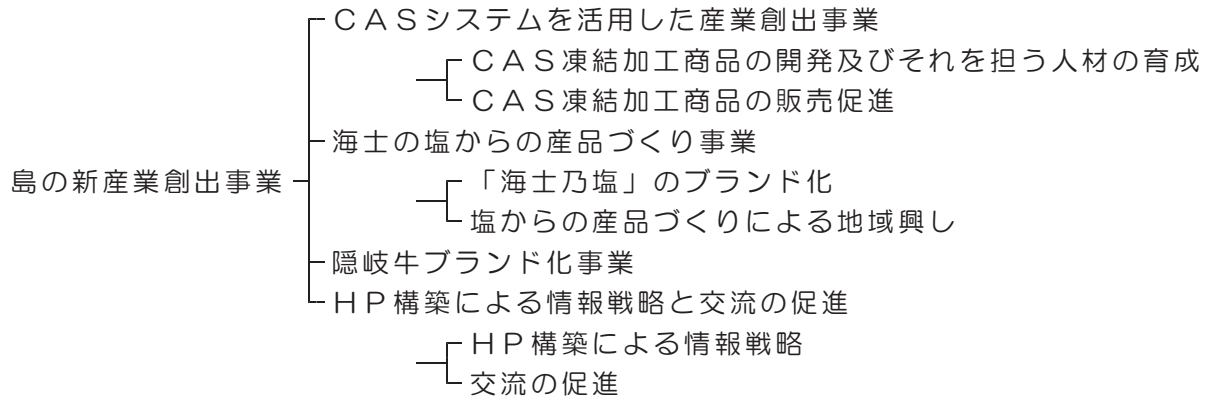 ＣＡＳシステムを活用した産業創出事業
ＣＡＳ凍結加工商品の開発及びそれを担う人材の育成
ＣＡＳ凍結加工商品の販売促進
海士の塩からの産品づくり事業
島の新産業創出事業
「海士乃塩」のブランド化
塩からの産品づくりによる地域興し
隠岐牛ブランド化事業
ＨＰ構築による情報戦略と交流の促進
ＨＰ構築による情報戦略
交流の促進